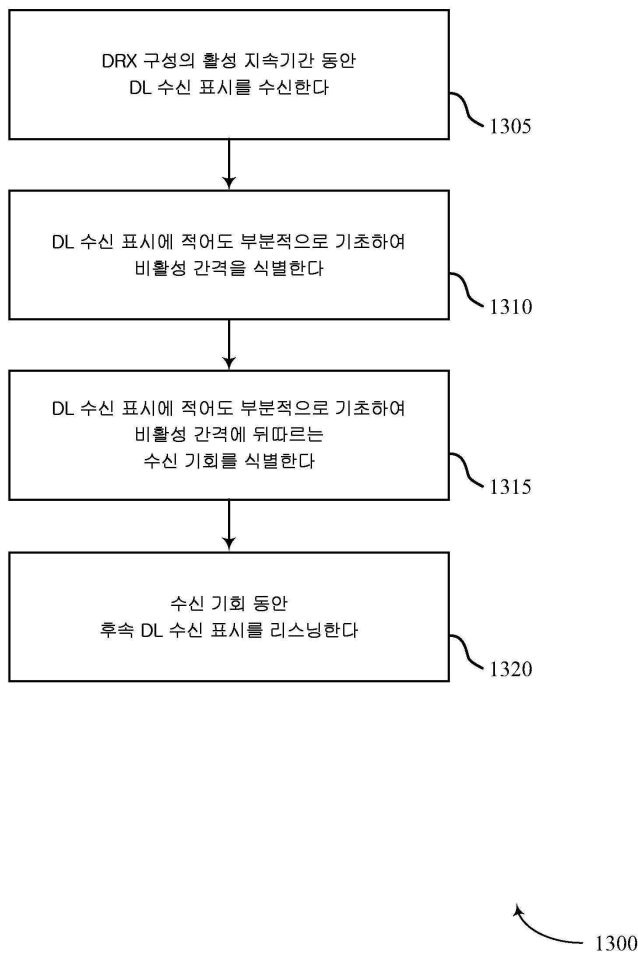 DRX 구성의 활성 지속기간 동안
DL 수신 표시를 수신한다
1305
DL 수신 표시에 적어도 부분적으로 기초하여
비활성 간격을 식별한다
1310
DL 수신 표시에 적어도 부분적으로 기초하여
비활성 간격에 뒤따르는
수신 기회를 식별한다
1315
수신 기회 동안
후속 DL 수신 표시를 리스닝한다
1320
1300